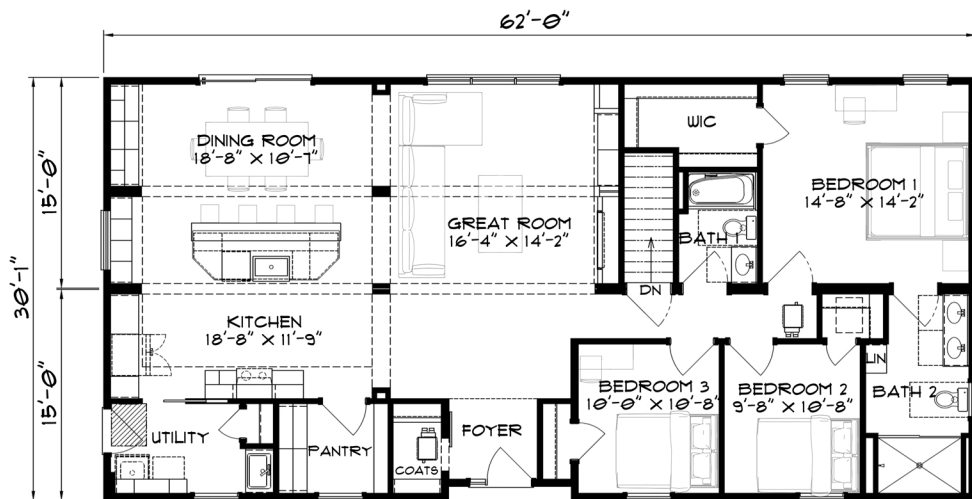 62'-0"
15'-0"
30'-1"
15'-0"
DINING ROOM
18'-8" X 10'-7"
GREAT ROOM
16'-4" X 14'-2"
WIC
BEDROOM 1
14'-8" X 14'-2"
BATH 1
DN
KITCHEN
18'-8" X 11'-9"
BEDROOM 3
10'-0" X 10'-8"
BEDROOM 2
9'-8" X 10'-8"
LIN
BATH 2
UTILITY
PANTRY
COATS
FOYER